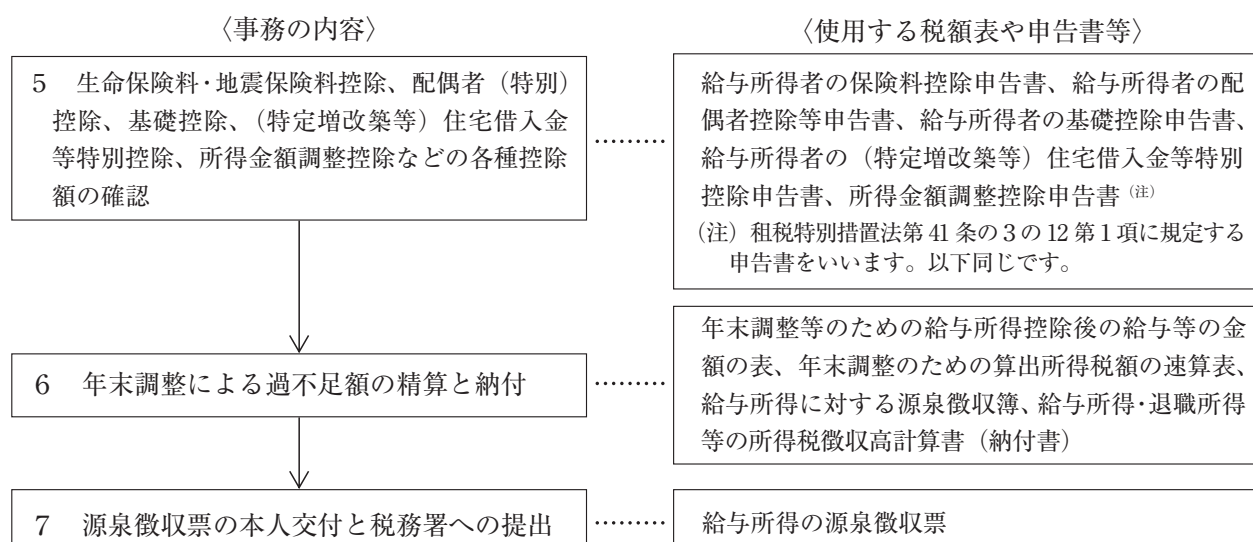 〈事務の内容〉
5 生命保険料・地震保険料控除、配偶者（特別）
控除、基礎控除、（特定増改築等）住宅借入金
等特別控除、所得金額調整控除などの各種控除
額の確認
〈使用する税額表や申告書等〉
給与所得者の保険料控除申告書、給与所得者の配
偶者控除等申告書、給与所得者の基礎控除申告書、
給与所得者の（特定増改築等）住宅借入金等特別
控除申告書、所得金額調整控除申告書（注）
（注）租税特別措置法第41条の3の12第1項に規定する
申告書をいいます。以下同じです。
6 年末調整による過不足額の精算と納付
年末調整等のための給与所得控除後の給与等の金
額の表、年末調整のための算出所得税額の速算表、
給与所得に対する源泉徴収簿、給与所得・退職所得
等の所得税徴収高計算書（納付書）
7 源泉徴収票の本人交付と税務署への提出
給与所得の源泉徴収票